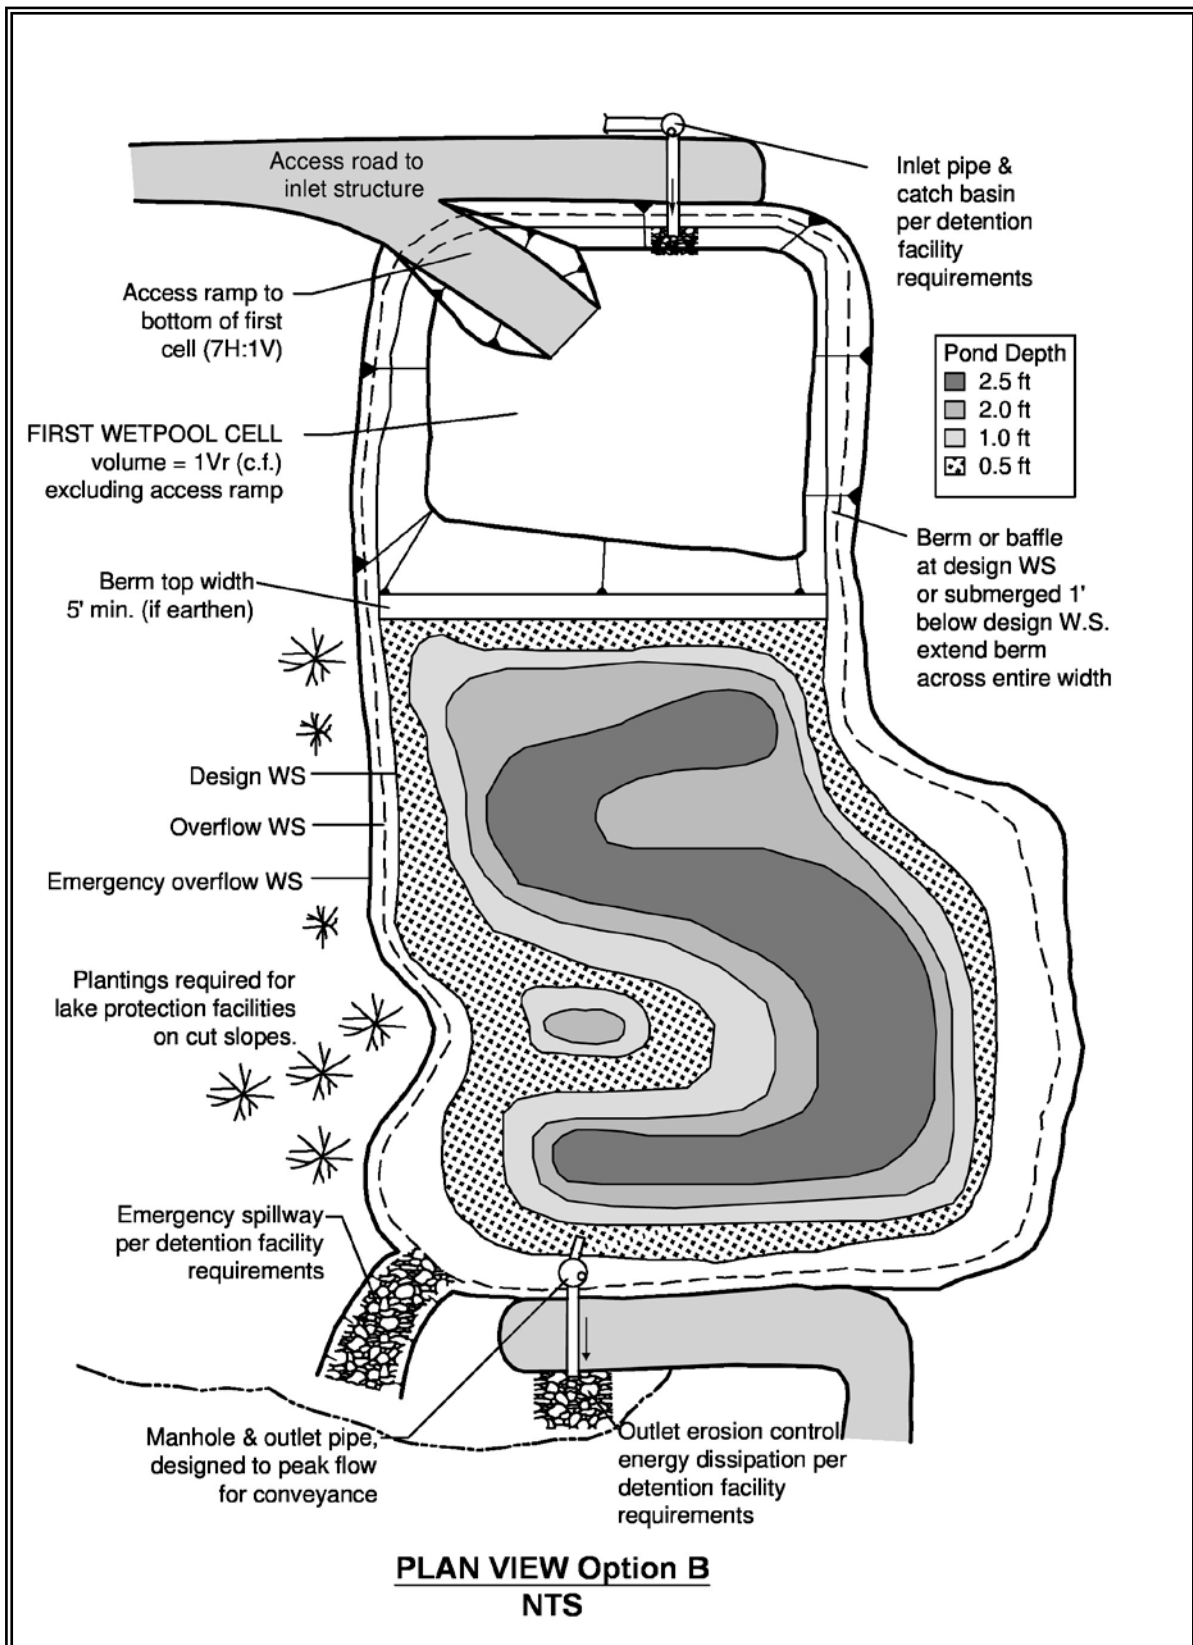 Access road to
inlet structure
Inlet pipe &
catch basin
per detention
facility
requirements
Access ramp to
bottom of first
cell (7H:1V)
Pond Depth
2.5 ft
2.0 ft
1.0 ft
0.5 ft
FIRST WETPOOL CELL
volume = 1Vr (c.f.)
excluding access ramp
Berm or baffle
at design WS
or submerged 1'
below design W.S.
extend berm
across entire width
Berm top width
5' min. (if earthen)
Design WS
Overflow WS
Emergency overflow WS
Plantings required for
lake protection facilities
on cut slopes.
Emergency spillway
per detention facility
requirements
Manhole & outlet pipe,
designed to peak flow
for conveyance
Outlet erosion control
energy dissipation per
detention facility
requirements
PLAN VIEW Option B
NTS